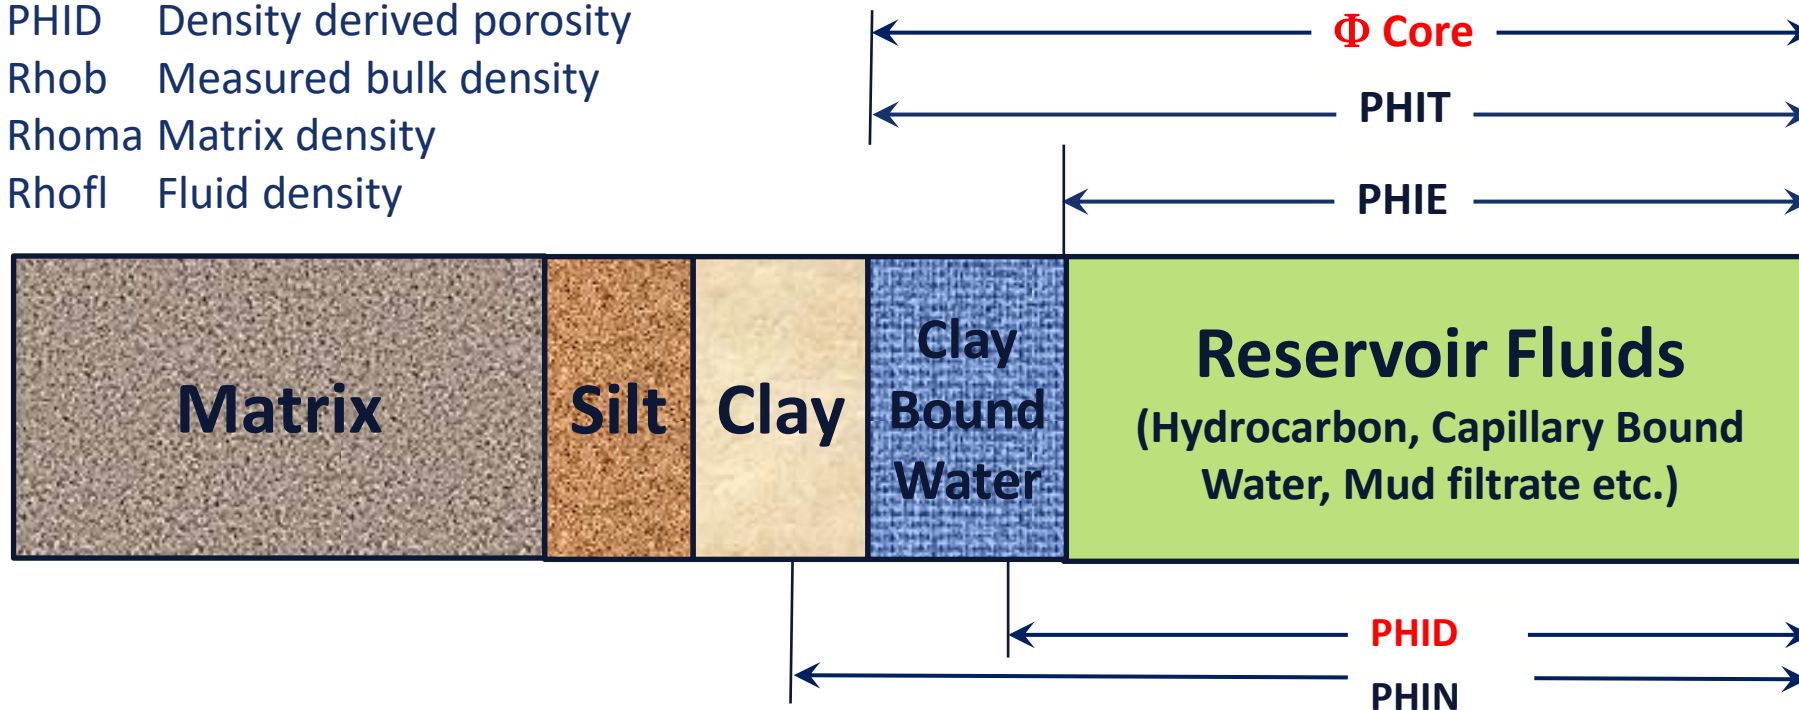 PHID Density derived porosity
Rhob Measured bulk density
Rhoma Matrix density
Rhofl Fluid density
Φ Core
PHIT
PHIE
Matrix
Silt
Clay
Clay
Bound
Water
Reservoir Fluids
(Hydrocarbon, Capillary Bound
Water, Mud filtrate etc.)
PHID
PHIN